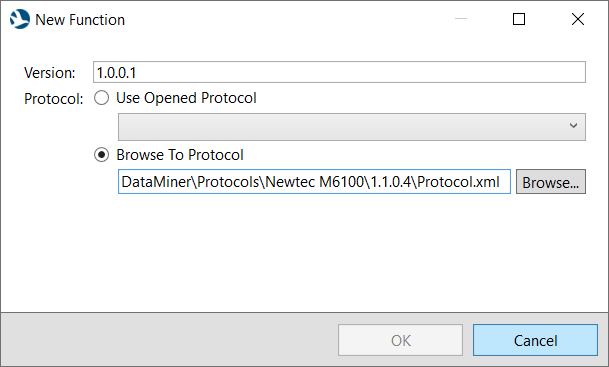 New Function
Version: 1.0.0.1
Protocol: Use Opened Protocol
Browse To Protocol
DataMiner\Protocols\Newtec M6100\1.1.0.4\Protocol.xml Browse...
OK Cancel